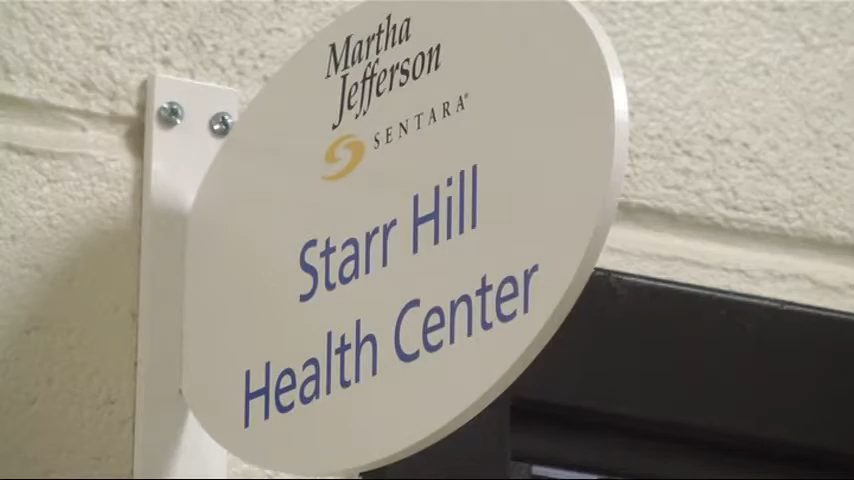 Martha
Jefferson
SENTARA®
Starr Hill
Health Center